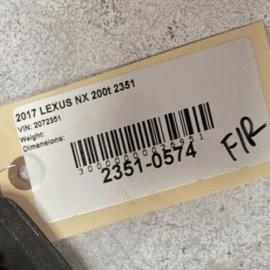 2017 LEXUS NX 200t 2351
VIN: 2072351
Weight:
Dimensions:
2351-0574
F/R